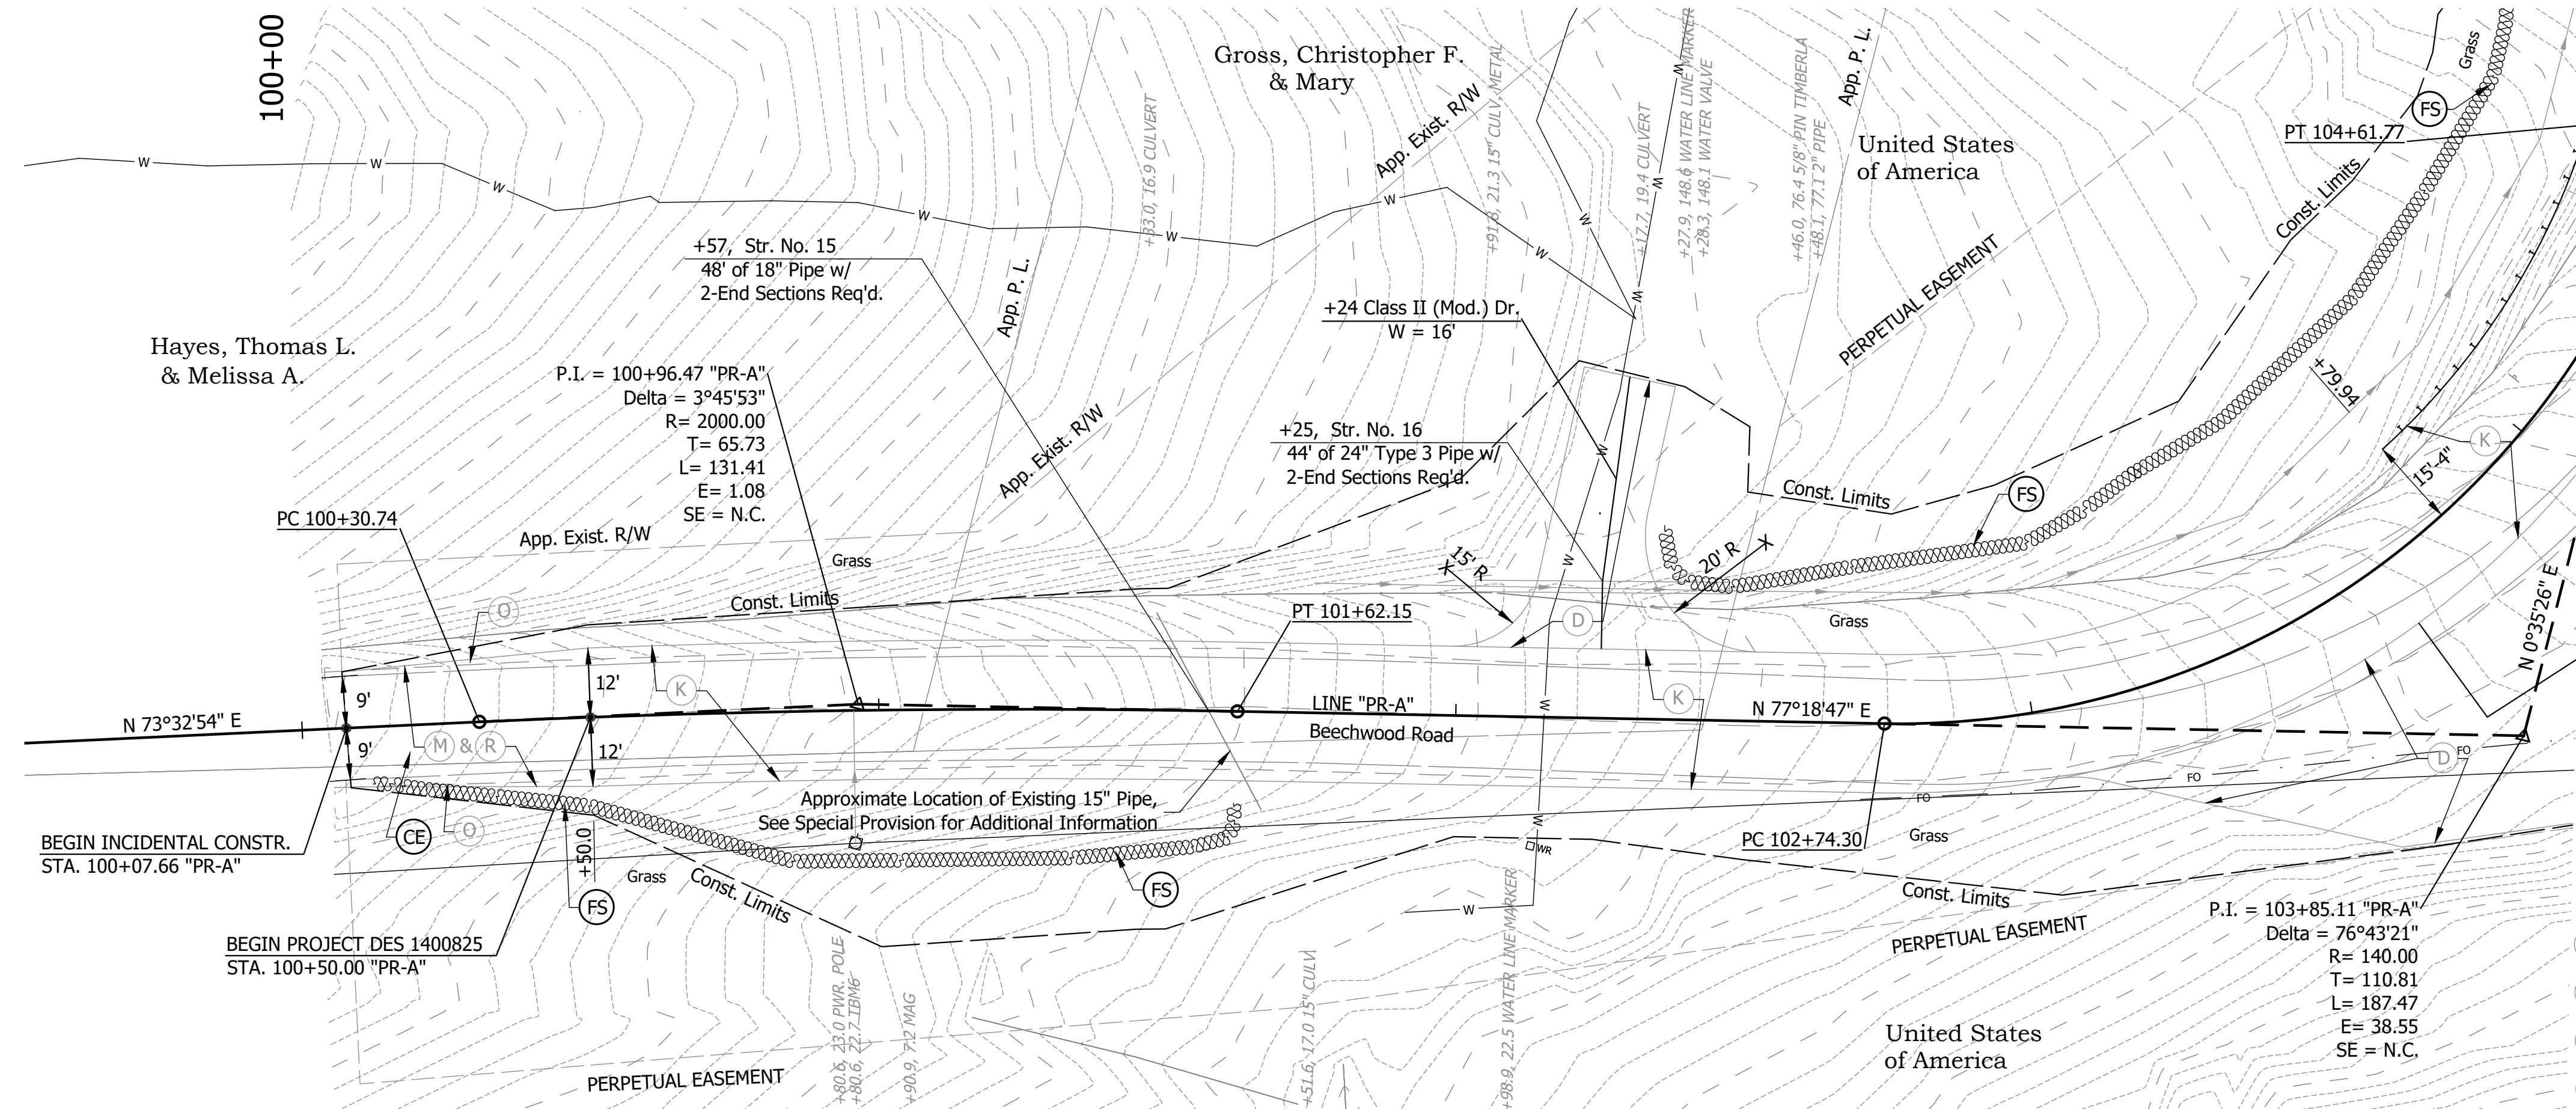 100+00
Gross, Christopher F.
& Mary
App. Exist. R/W
+33.0, 16.9 CULVERT
+91.8, 21.3 15" CULV. METAL
+17.7, 19.4 CULVERT
+27.9, 148.6 WATER LINE MARKER
+28.3, 148.1 WATER VALVE
+46.0, 76.4 5/8" PIN TIMBERLA
+48.1, 77.1 2" PIPE
App. P. L.
United States
of America
Grass
FS
PT 104+61.77
Const. Limits
PERPETUAL EASEMENT
W W W W W W W W
W W W W W W W
+57, Str. No. 15
48' of 18" Pipe w/
2-End Sections Req'd.
App. P. L.
+24 Class II (Mod.) Dr.
W = 16'
Hayes, Thomas L.
& Melissa A.
P.I. = 100+96.47 "PR-A"
Delta = 3°45'53"
R= 2000.00
T= 65.73
L= 131.41
E= 1.08
SE = N.C.
App. Exist. R/W
+25, Str. No. 16
44' of 24" Type 3 Pipe w/
2-End Sections Req'd.
+79.94
K
15'-4"
Const. Limits
FS
PC 100+30.74
App. Exist. R/W
Grass
15' R
20' R
X X
Const. Limits
O
PT 101+62.15
D
Grass
N 0°35'26" E
9'
12'
K
K
N 73°32'54" E
LINE "PR-A"
N 77°18'47" E
Beechwood Road
W
9'
M & R
12'
FO FO FO
D
Approximate Location of Existing 15" Pipe,
See Special Provision for Additional Information
CE
O
BEGIN INCIDENTAL CONSTR.
STA. 100+07.66 "PR-A"
+50.0
W
WR
PC 102+74.30
Grass
Grass
Const. Limits
FS
FS
W
Const. Limits
BEGIN PROJECT DES 1400825
STA. 100+50.00 "PR-A"
PERPETUAL EASEMENT
P.I. = 103+85.11 "PR-A"
Delta = 76°43'21"
R= 140.00
T= 110.81
L= 187.47
E= 38.55
SE = N.C.
+80.6, 23.0 PWR. POLE
+80.6, 22.7 TBM6
+90.9, 7.2 MAG
+51.6, 17.0 15" CULV.
+98.9, 22.5 WATER LINE MARKER
United States
of America
PERPETUAL EASEMENT